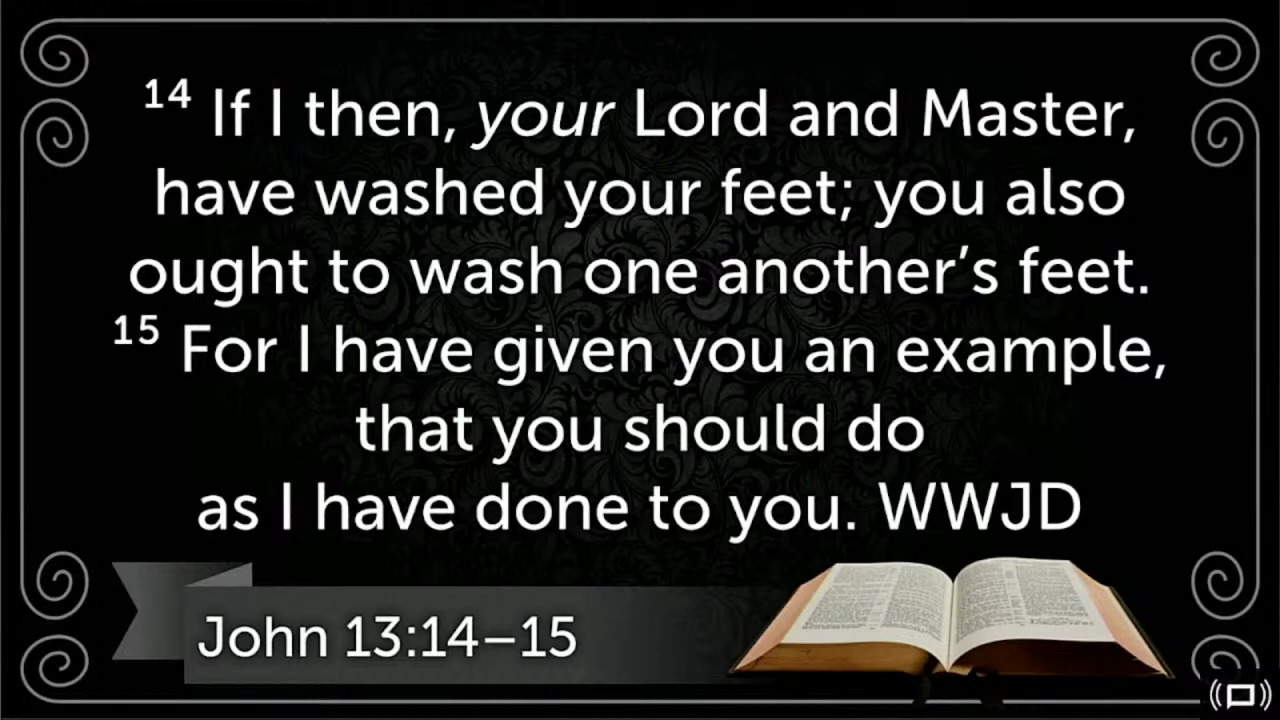 14 If I then, your Lord and Master,
have washed your feet; you also
ought to wash one another’s feet.
15 For I have given you an example,
that you should do
as I have done to you. WWJD
John 13:14–15